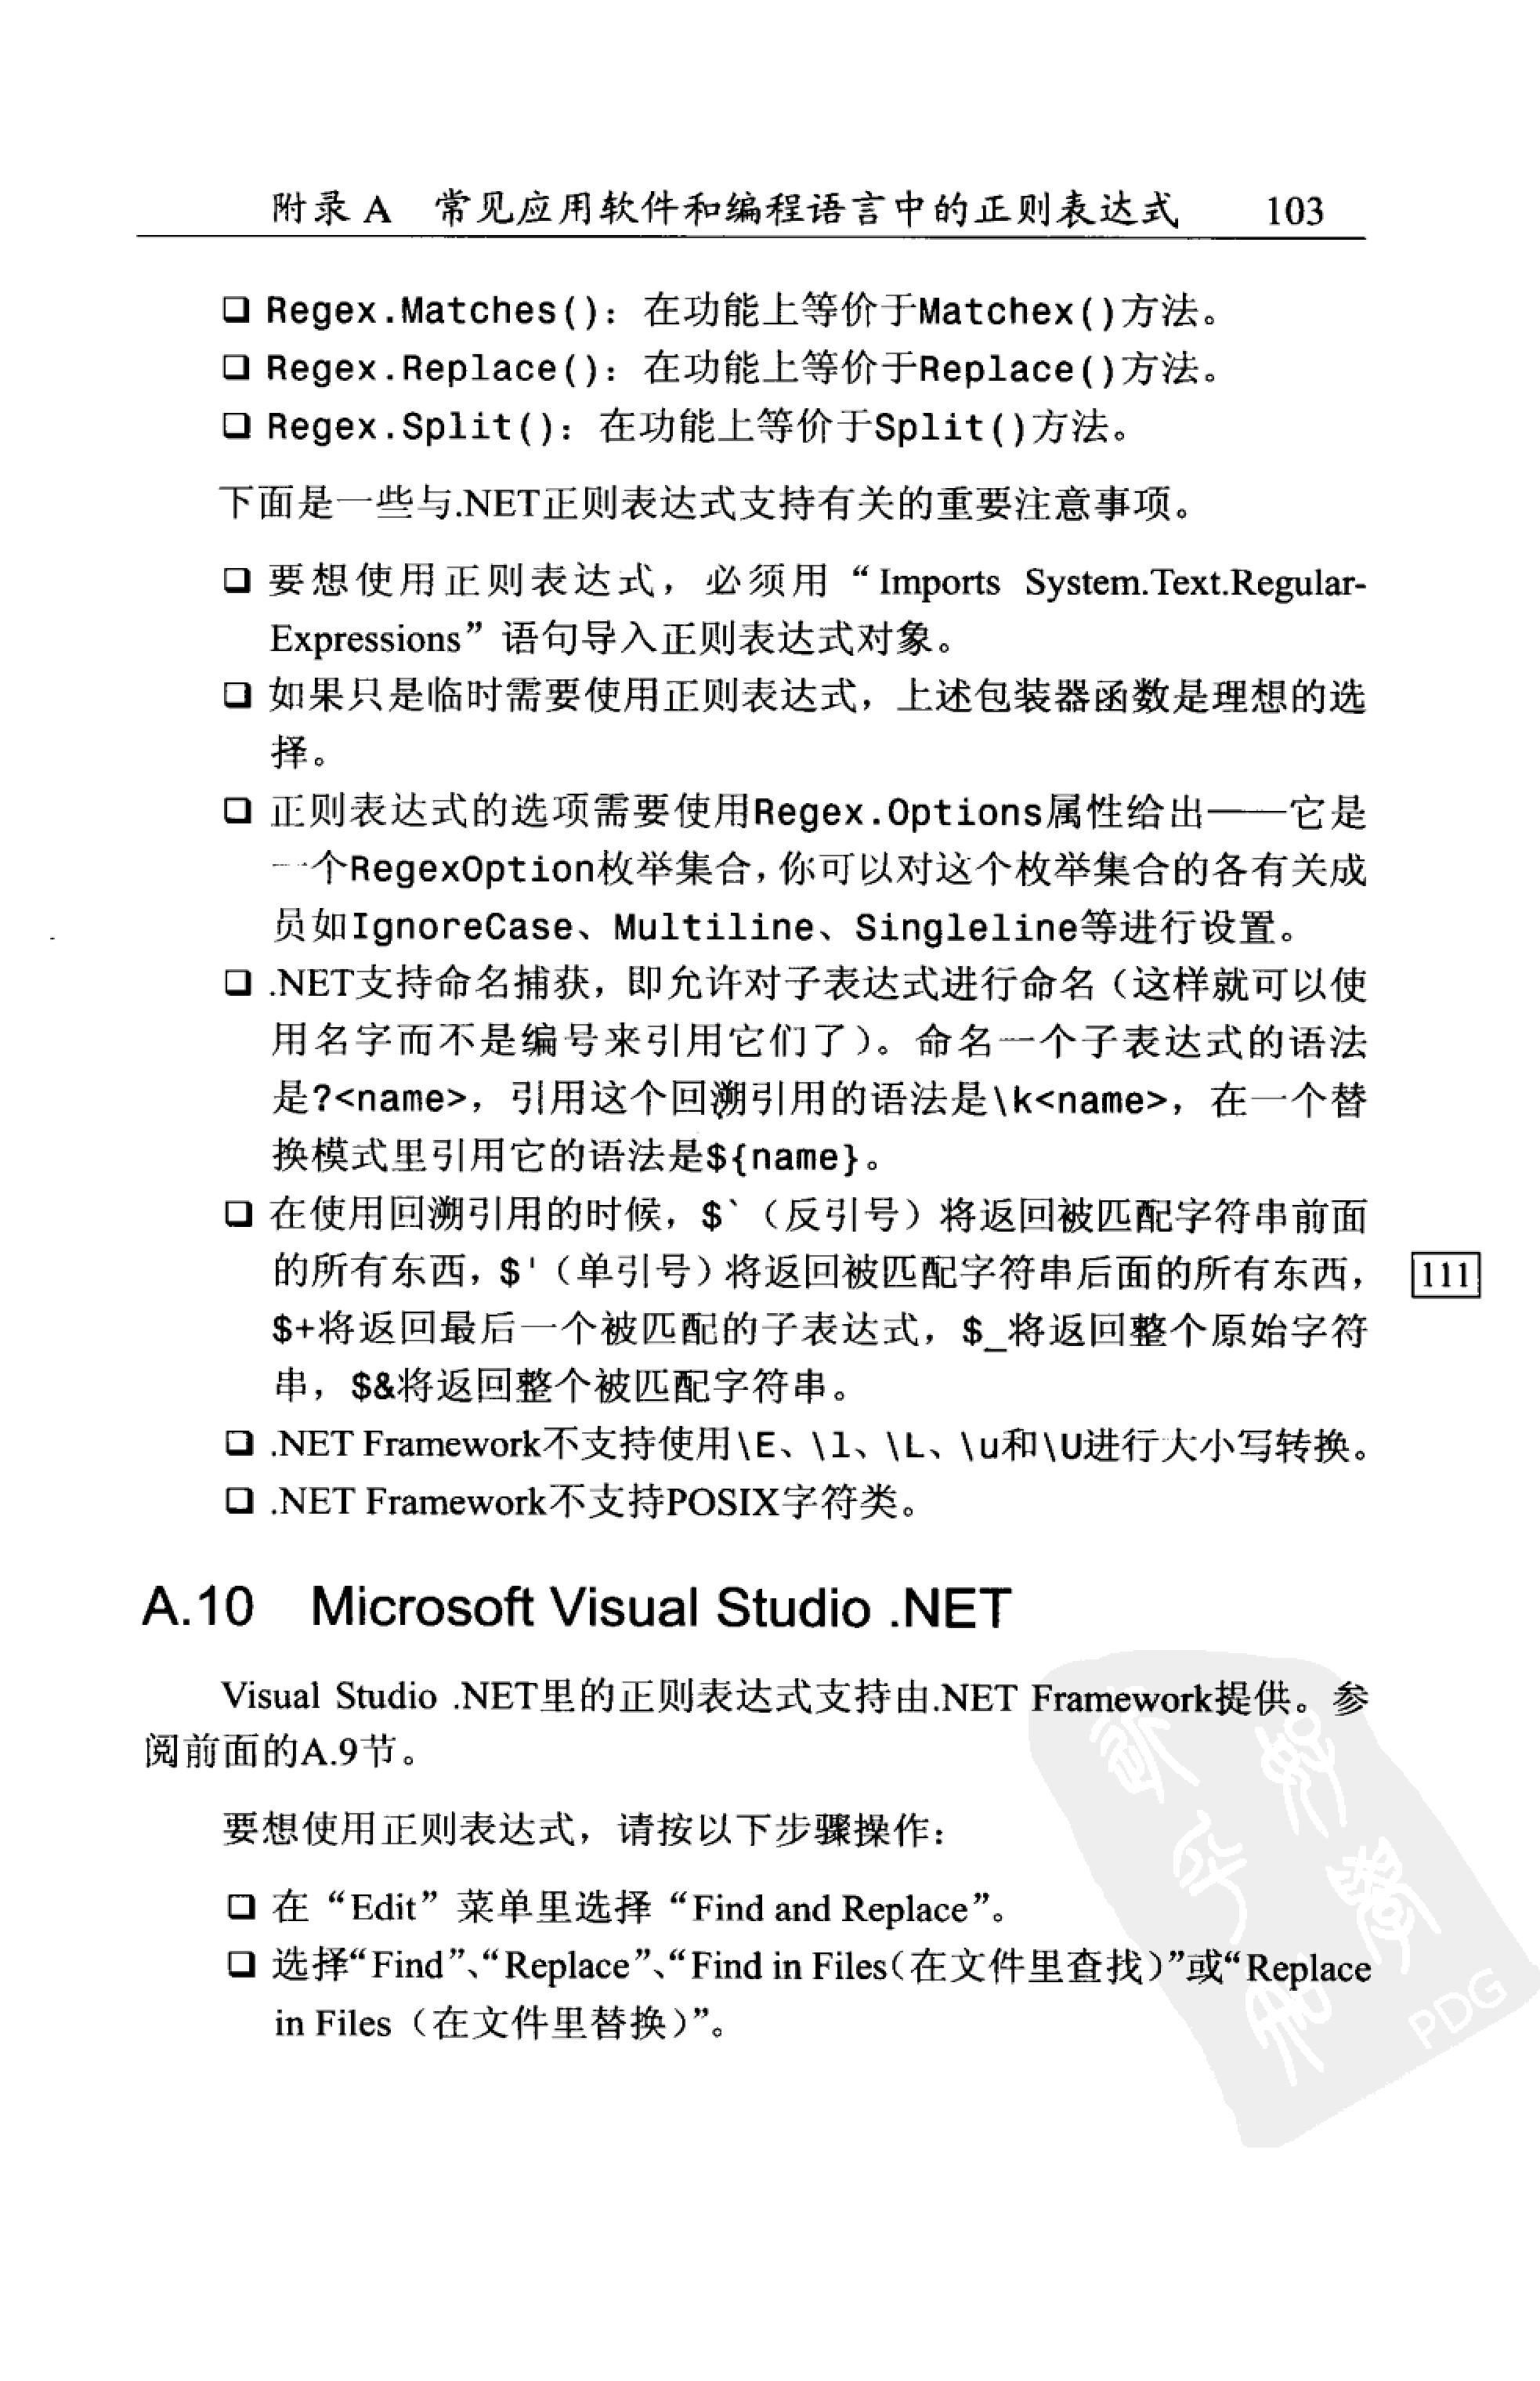 附录 A 常见应用软件和编程语言中的正则表达式 103
❑ Regex.Matches()：在功能上等价于Matchex()方法。
❑ Regex.Replace()：在功能上等价于Replace()方法。
❑ Regex.Split()：在功能上等价于Split()方法。
下面是一些与.NET正则表达式支持有关的重要注意事项。
❑ 要想使用正则表达式，必须用“Imports System.Text.Regular-
Expressions”语句导入正则表达式对象。
❑ 如果只是临时需要使用正则表达式，上述包装器函数是理想的选
择。
❑ 正则表达式的选项需要使用Regex.Options属性给出——它是
一个RegexOption枚举集合，你可以对这个枚举集合的各有关成
员如IgnoreCase、Multiline、Singleline等进行设置。
❑ .NET支持命名捕获，即允许对子表达式进行命名（这样就可以使
用名字而不是编号来引用它们了）。命名一个子表达式的语法
是?<name>，引用这个回溯引用的语法是\k<name>，在一个替
换模式里引用它的语法是${name}。
❑ 在使用回溯引用的时候，$`（反引号）将返回被匹配字符串前面
的所有东西，$'（单引号）将返回被匹配字符串后面的所有东西，
111
$+将返回最后一个被匹配的子表达式，$_将返回整个原始字符
串，$&将返回整个被匹配字符串。
❑ .NET Framework不支持使用\E、\l、\L、\u和\U进行大小写转换。
❑ .NET Framework不支持POSIX字符类。
A.10 Microsoft Visual Studio .NET
Visual Studio .NET里的正则表达式支持由.NET Framework提供。参
阅前面的A.9节。
要想使用正则表达式，请按以下步骤操作：
❑ 在“Edit”菜单里选择“Find and Replace”。
❑ 选择“Find”、“Replace”、“Find in Files（在文件里查找）”或“Replace
in Files（在文件里替换）”。
PDG